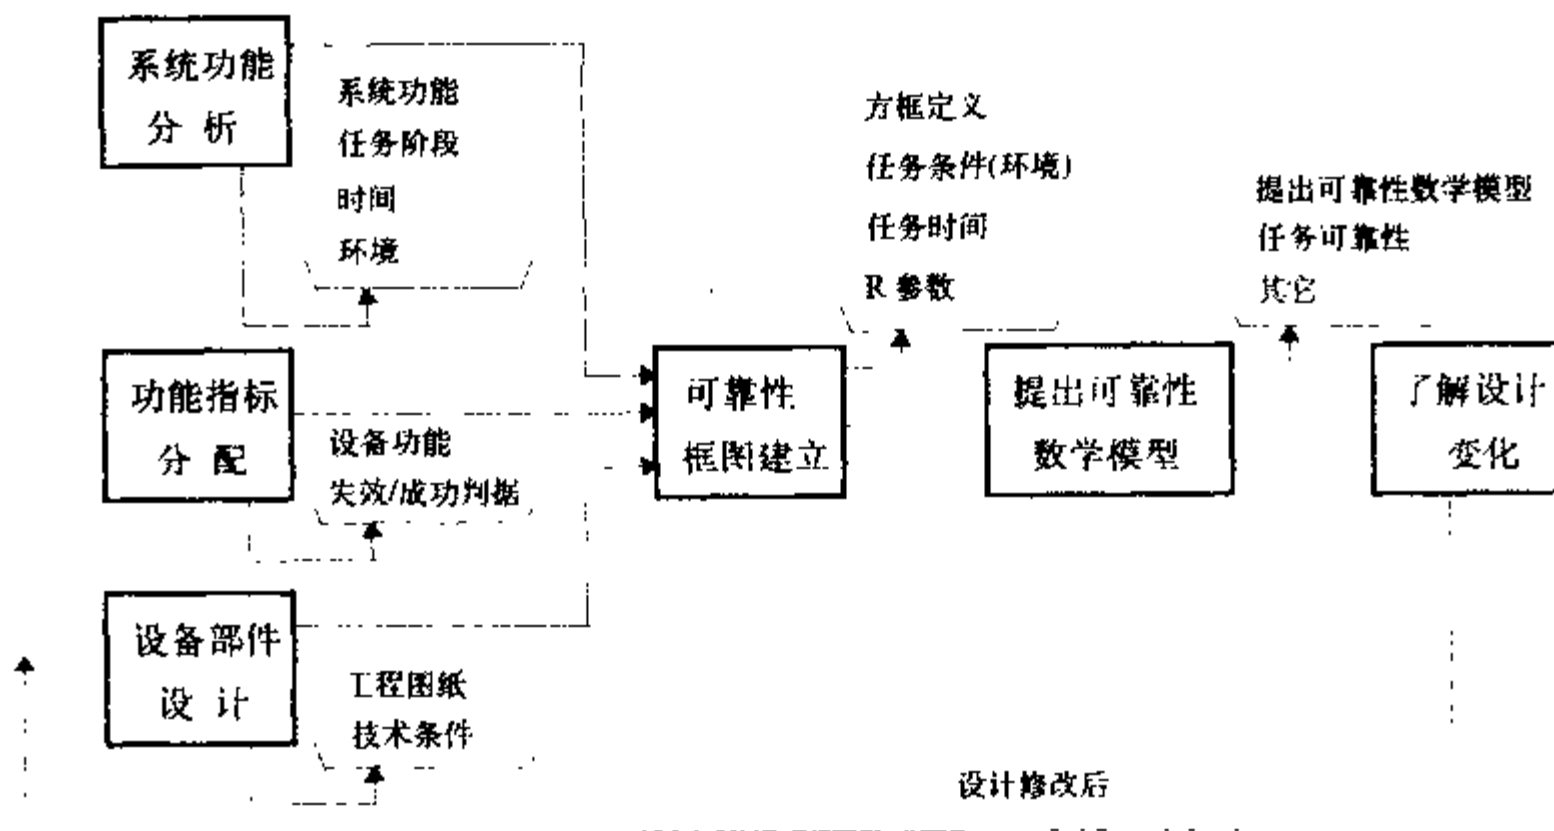 系统功能
分 析
系统功能
任务阶段
时间
环境
方框定义
任务条件(环境)
任务时间
R 参数
提出可靠性数学模型
任务可靠性
其它
功能指标
分 配
设备功能
失效/成功判据
可靠性
框图建立
提出可靠性
数学模型
了解设计
变化
设备部件
设 计
工程图纸
技术条件
设计修改后